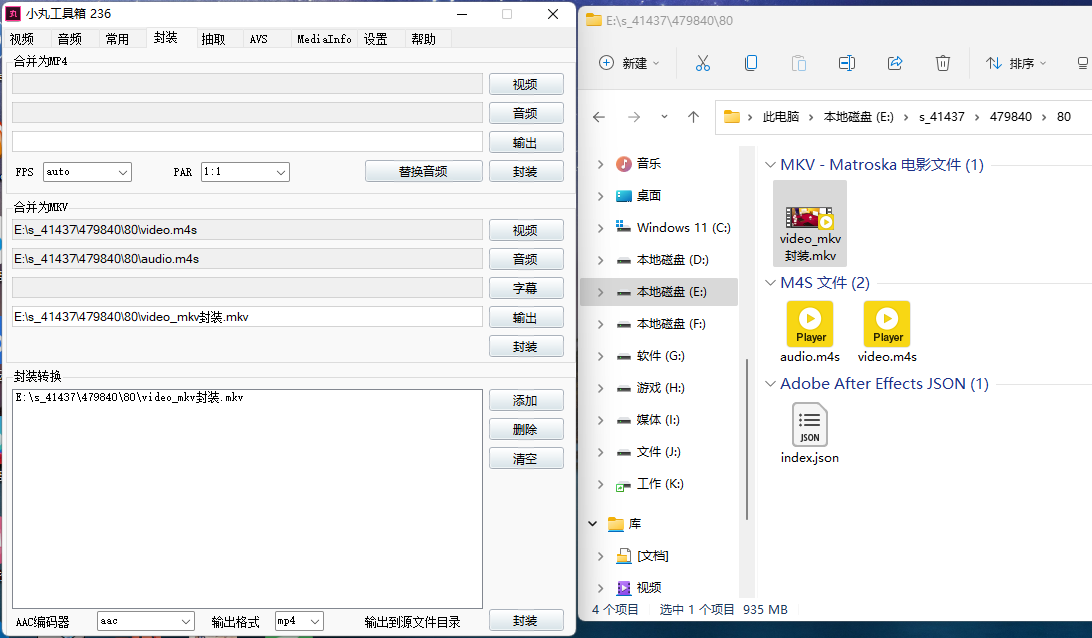 小丸工具箱 236
视频 音频 常用 封装 抽取 AVS MediaInfo 设置 帮助
合并为MP4
视频
音频
输出
FPS auto PAR 1:1 替换音频 封装
合并为MKV
E:\s_41437\479840\80\video.m4s 视频
E:\s_41437\479840\80\audio.m4s 音频
字幕
E:\s_41437\479840\80\video_mkv封装.mkv 输出
封装
封装转换
E:\s_41437\479840\80\video_mkv封装.mkv 添加
删除
清空
AAC编码器 aac 输出格式 mp4 输出到源文件目录 封装
E:\s_41437\479840\80
新建 排序
此电脑 本地磁盘 (E:) s_41437 479840 80
音乐
桌面
Windows 11 (C:)
本地磁盘 (D:)
本地磁盘 (E:)
本地磁盘 (F:)
软件 (G:)
游戏 (H:)
媒体 (I:)
文件 (J:)
工作 (K:)
库
[文档]
视频
MKV - Matroska 电影文件 (1)
video_mkv
封装.mkv
M4S 文件 (2)
Player Player
audio.m4s video.m4s
Adobe After Effects JSON (1)
JSON
index.json
4 个项目 选中 1 个项目 935 MB